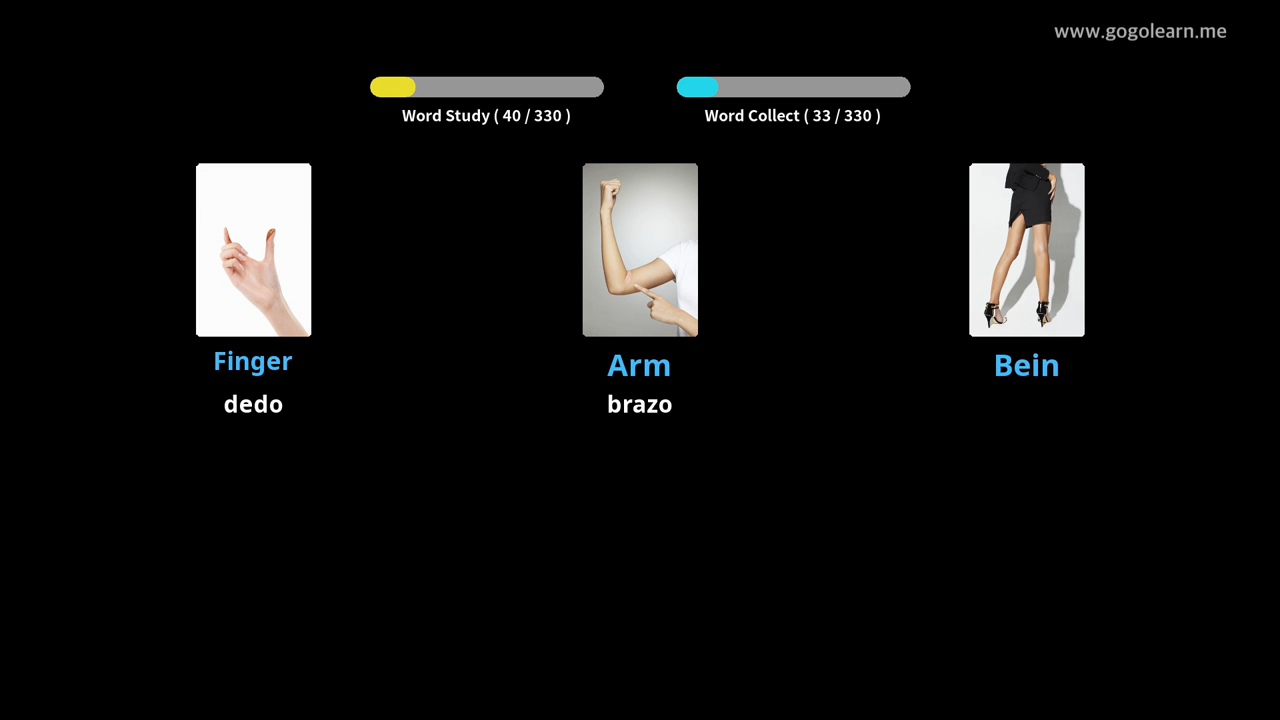 www.gogolearn.me
Word Study ( 40 / 330 )
Word Collect ( 33 / 330 )
Finger
dedo
Arm
brazo
Bein